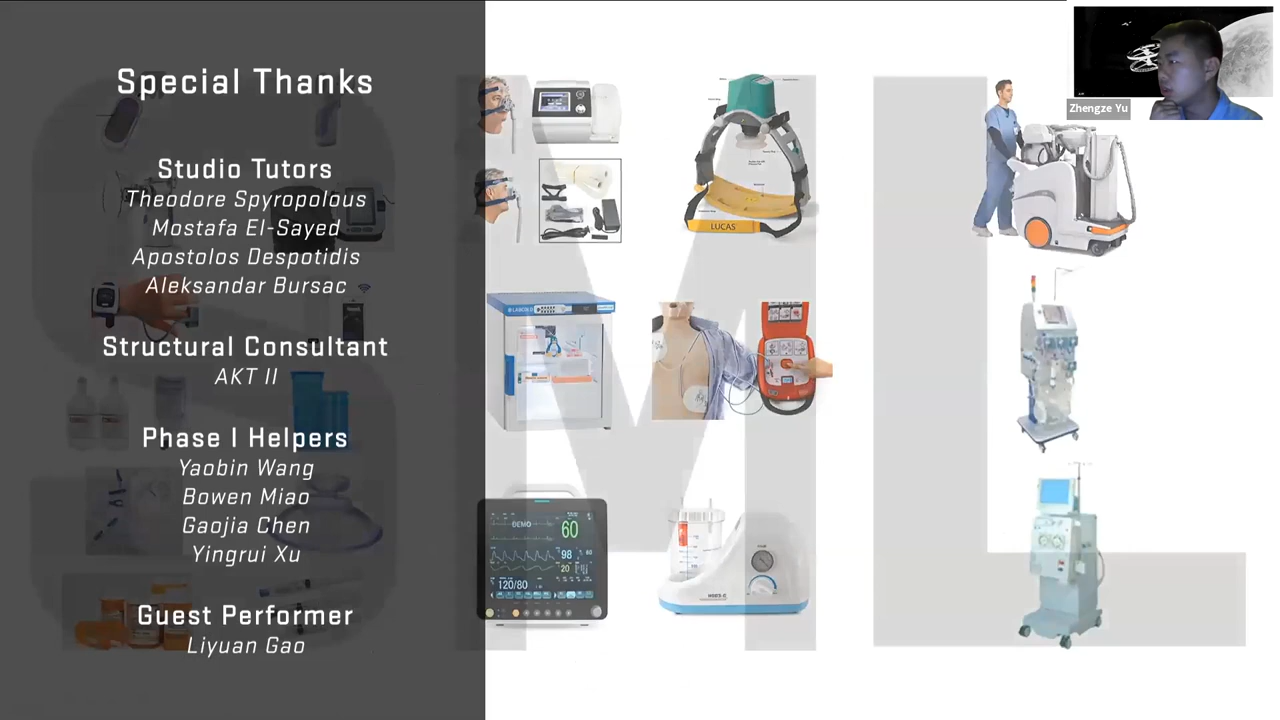 Special Thanks
Studio Tutors
Theodore Spyropolous
Mostafa El-Sayed
Apostolos Despotidis
Aleksandar Bursac
Structural Consultant
AKT II
Phase I Helpers
Yaobin Wang
Bowen Miao
Gaojia Chen
Yingrui Xu
Guest Performer
Liyuan Gao
S M L
LUCAS
LABCOLD
DEMO
60
98
20
120/80
Zhengze Yu